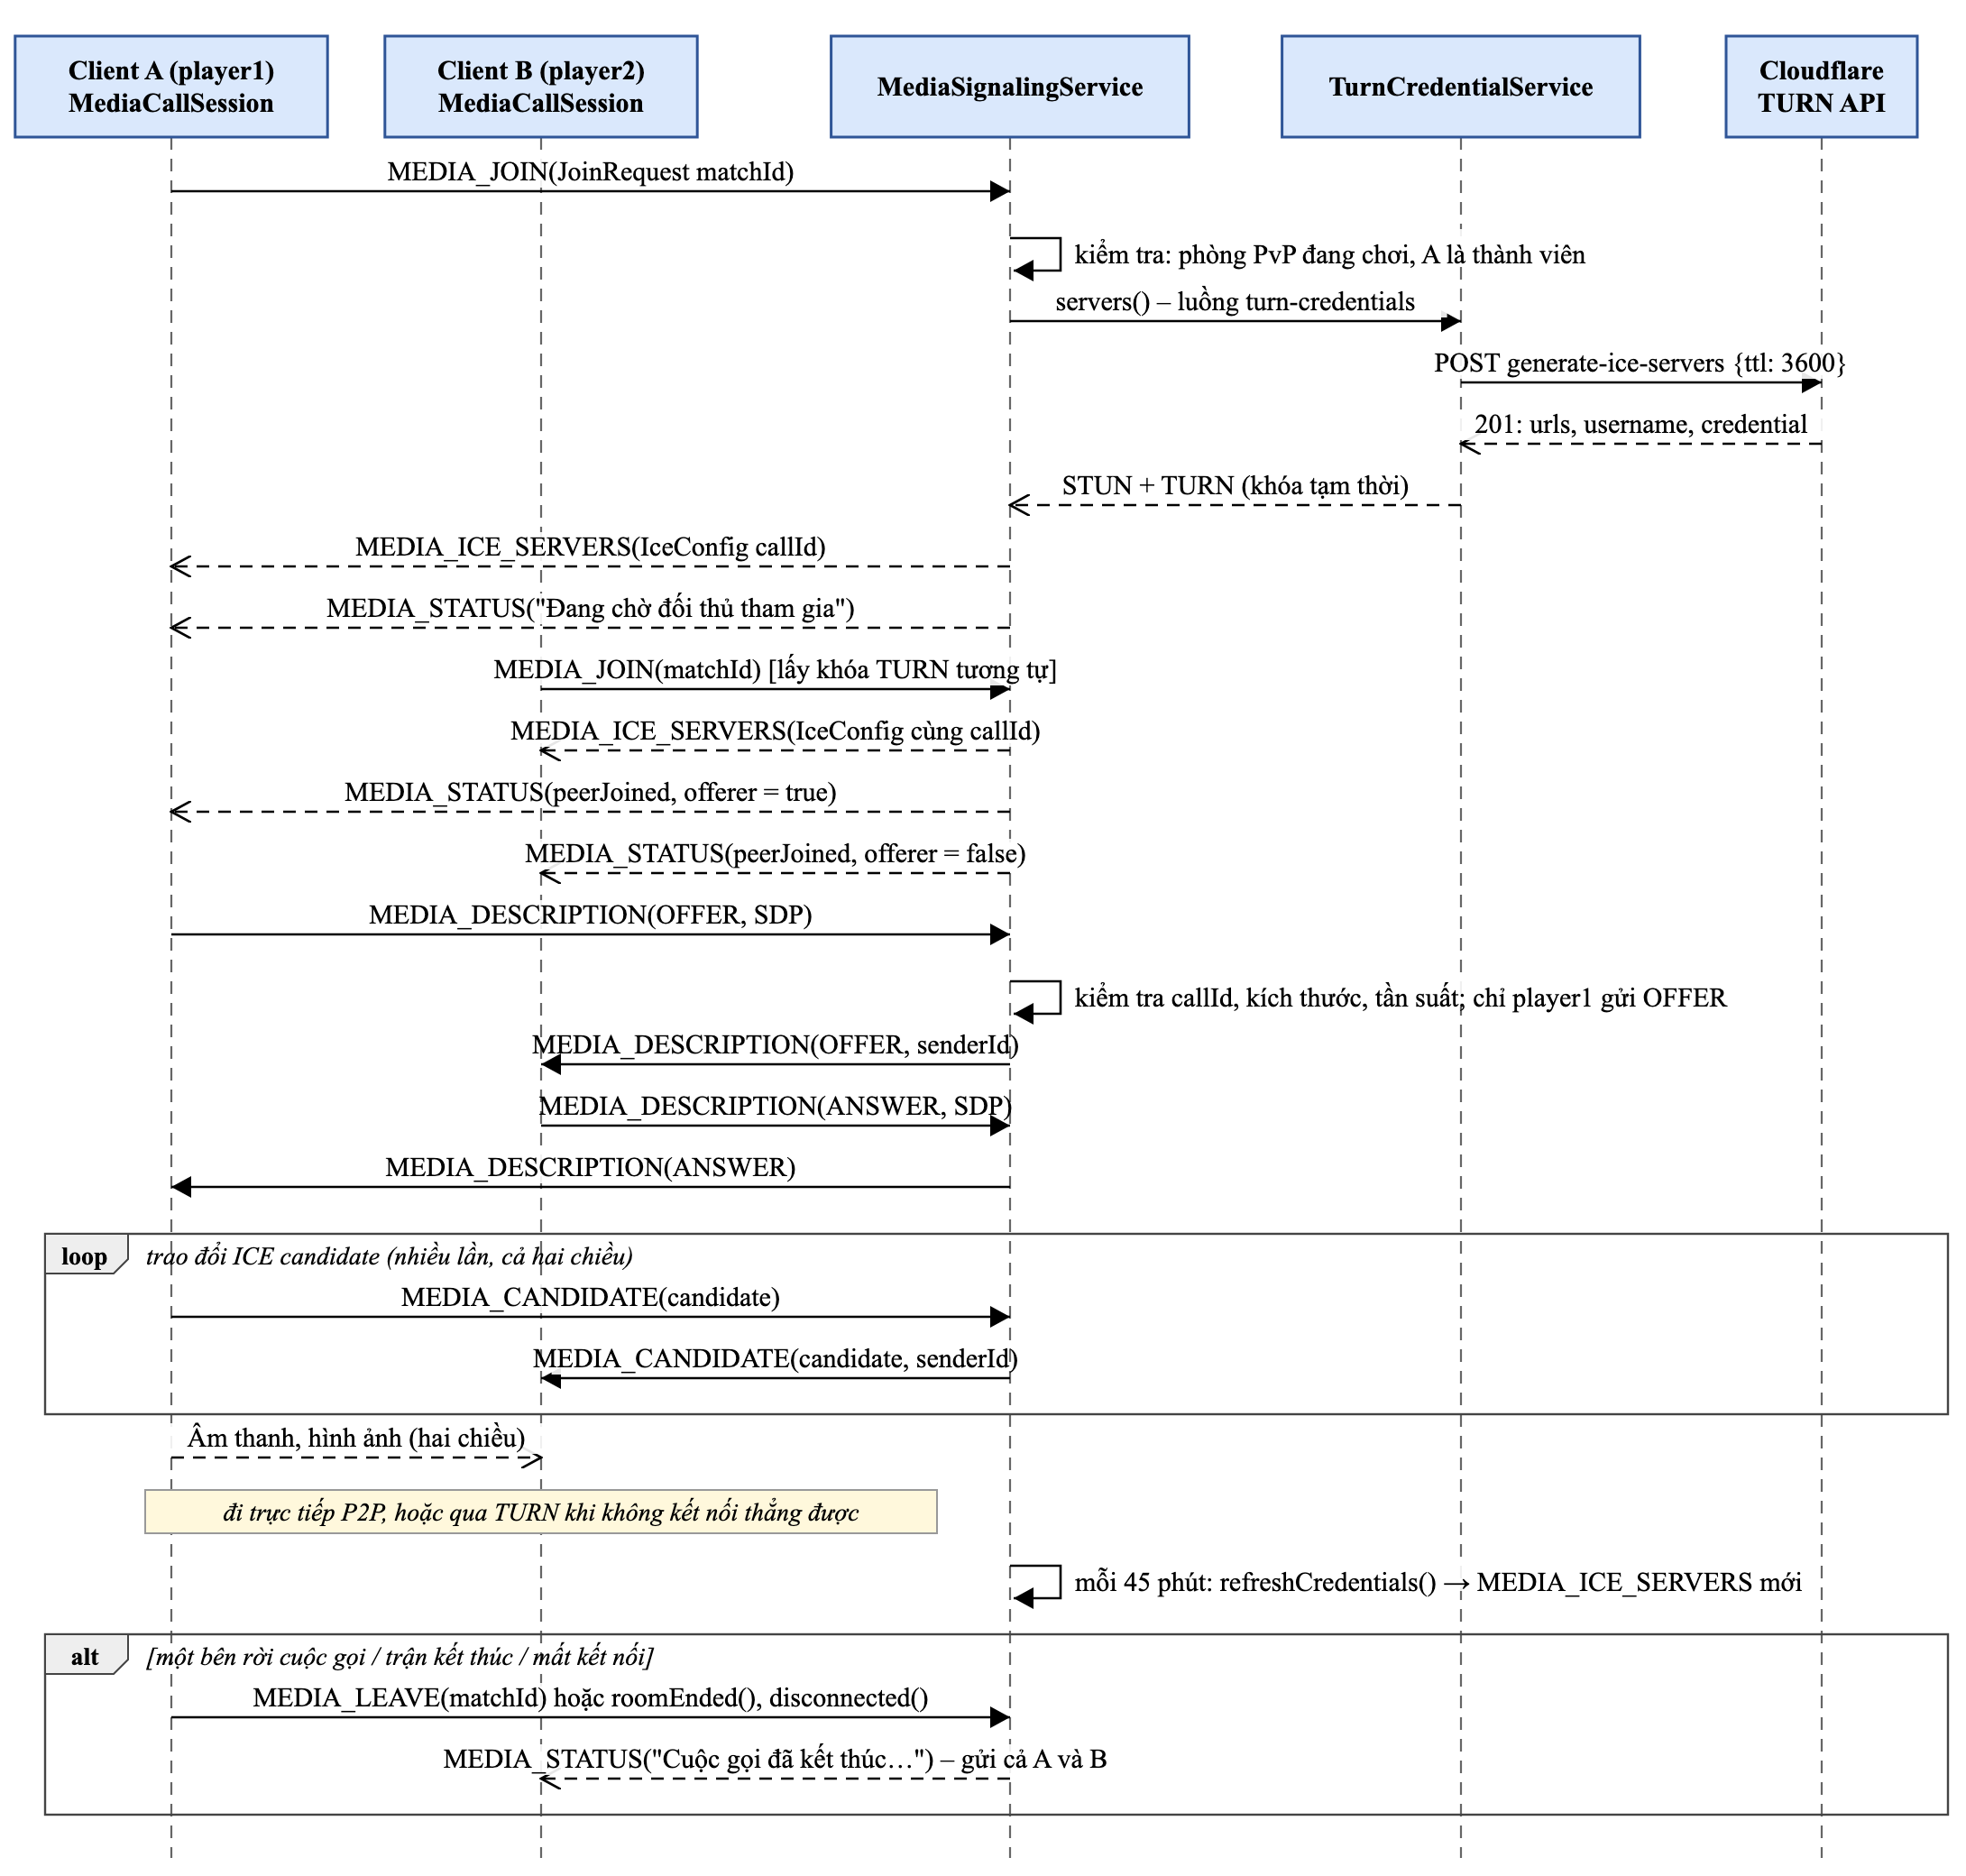 Client A (player1)
MediaCallSession
Client B (player2)
MediaCallSession
MediaSignalingService
TurnCredentialService
Cloudflare
TURN API
MEDIA_JOIN(JoinRequest matchId)
kiểm tra: phòng PvP đang chơi, A là thành viên
servers() – luồng turn-credentials
POST generate-ice-servers {ttl: 3600}
201: urls, username, credential
STUN + TURN (khóa tạm thời)
MEDIA_ICE_SERVERS(IceConfig callId)
MEDIA_STATUS("Đang chờ đối thủ tham gia")
MEDIA_JOIN(matchId) [lấy khóa TURN tương tự]
MEDIA_ICE_SERVERS(IceConfig cùng callId)
MEDIA_STATUS(peerJoined, offerer = true)
MEDIA_STATUS(peerJoined, offerer = false)
MEDIA_DESCRIPTION(OFFER, SDP)
kiểm tra callId, kích thước, tần suất; chỉ player1 gửi OFFER
MEDIA_DESCRIPTION(OFFER, senderId)
MEDIA_DESCRIPTION(ANSWER, SDP)
MEDIA_DESCRIPTION(ANSWER)
loop trao đổi ICE candidate (nhiều lần, cả hai chiều)
MEDIA_CANDIDATE(candidate)
MEDIA_CANDIDATE(candidate, senderId)
Âm thanh, hình ảnh (hai chiều)
đi trực tiếp P2P, hoặc qua TURN khi không kết nối thẳng được
mỗi 45 phút: refreshCredentials() → MEDIA_ICE_SERVERS mới
alt [một bên rời cuộc gọi / trận kết thúc / mất kết nối]
MEDIA_LEAVE(matchId) hoặc roomEnded(), disconnected()
MEDIA_STATUS("Cuộc gọi đã kết thúc…") – gửi cả A và B